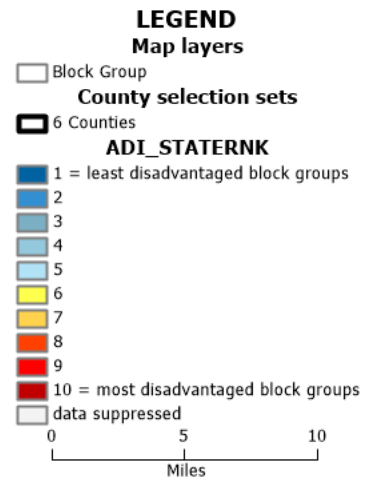 LEGEND
Map layers
Block Group
County selection sets
6 Counties
ADI_STATERNK
1 = least disadvantaged block groups
2
3
4
5
6
7
8
9
10 = most disadvantaged block groups
data suppressed
0 5 10
Miles